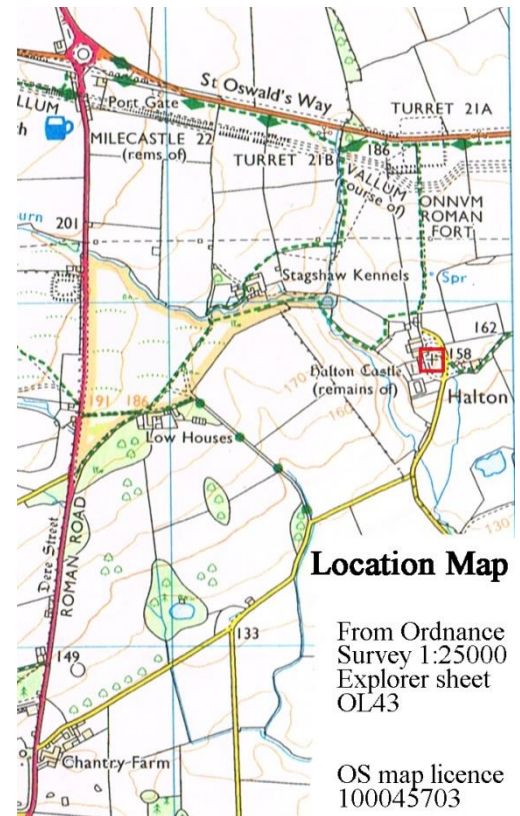 St Oswald's Way
Port Gate
TURRET 21A
VALLUM
MILECASTLE 22
(rems of)
TURRET 21B
186
VALLUM
(course of)
ONNVM
ROMAN
FORT
urn
201
Stagshaw Kennels
Spr
162
158
Halton Castle
(remains of)
170
160
Halton
191
186
Low Houses
Dere Street
ROMAN ROAD
130
133
149
Chantry Farm
Location Map
From Ordnance
Survey 1:25000
Explorer sheet
OL43
OS map licence
100045703